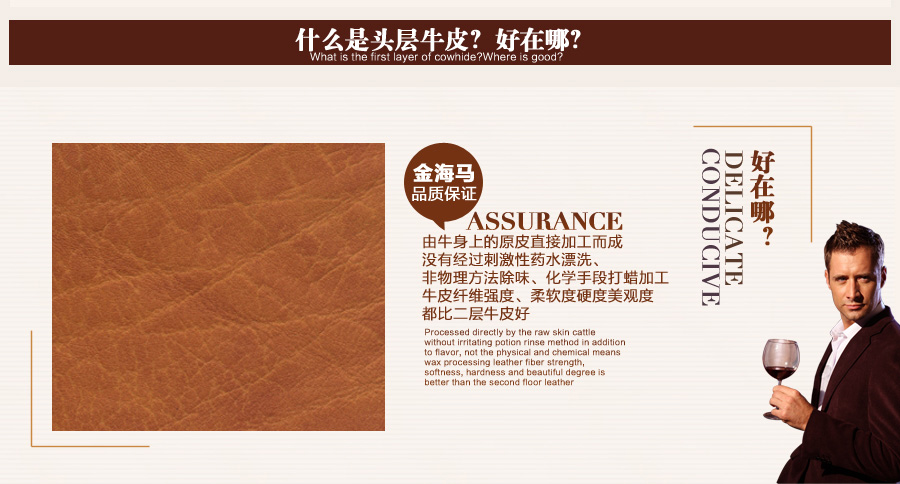 什么是头层牛皮？好在哪？
What is the first layer of cowhide?Where is good?
金海马
品质保证
ASSURANCE
由牛身上的原皮直接加工而成
没有经过刺激性药水漂洗、
非物理方法除味、化学手段打蜡加工
牛皮纤维强度、柔软度硬度美观度
都比二层牛皮好
Processed directly by the raw skin cattle
without irritating potion rinse method in addition
to flavor, not the physical and chemical means
wax processing leather fiber strength,
softness, hardness and beautiful degree is
better than the second floor leather
好在哪？
DELICATE
CONDUCIVE